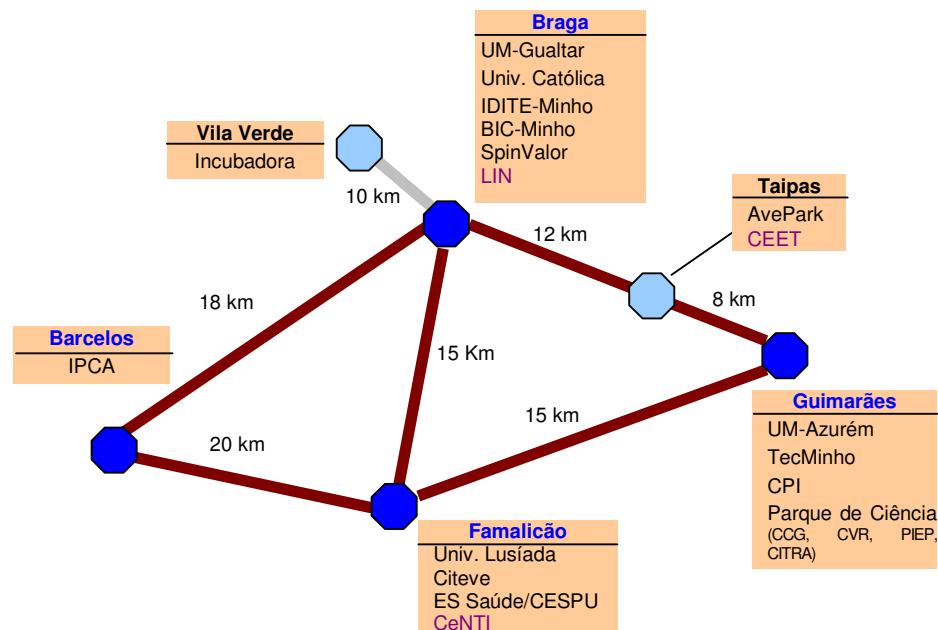 Braga
UM-Gualtar
Univ. Católica
IDITE-Minho
BIC-Minho
SpinValor
LIN
Vila Verde
Incubadora
10 km
Taipas
AvePark
CEET
12 km
8 km
18 km
15 Km
Barcelos
IPCA
15 km
20 km
Guimarães
UM-Azurém
TecMinho
CPI
Parque de Ciência
(CCG, CVR, PIEP,
CITRA)
Famalicão
Univ. Lusíada
Citeve
ES Saúde/CESPU
CeNTI